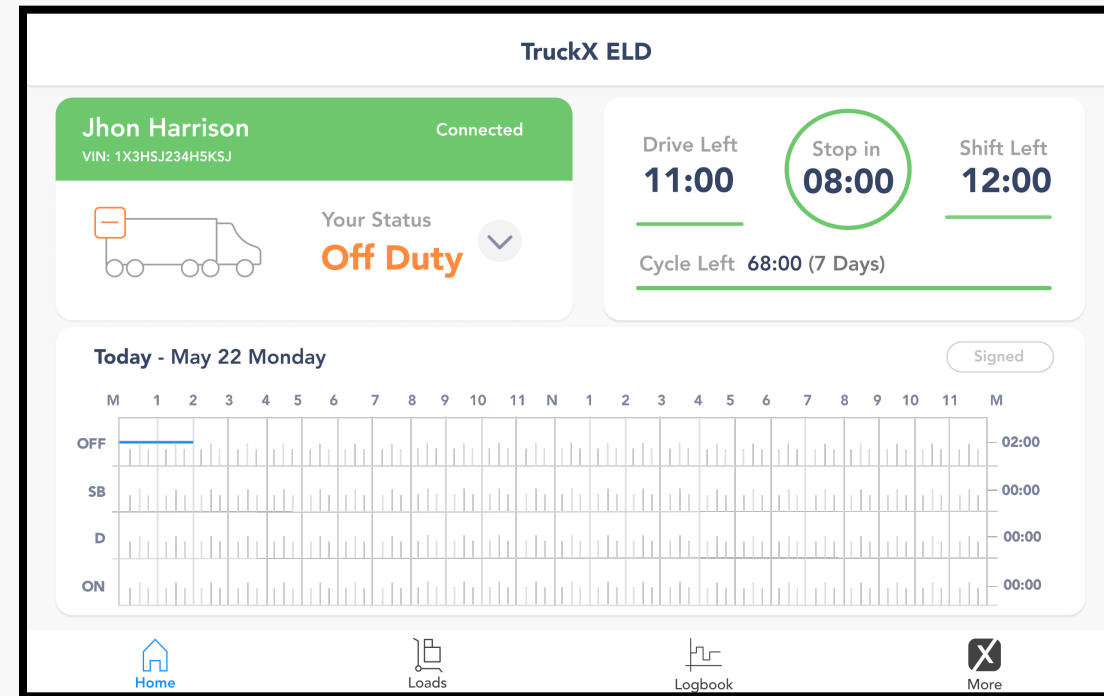 TruckX ELD
Jhon Harrison
Connected
VIN: 1X3HSJ234H5KSJ
Your Status
Off Duty
Drive Left
11:00
Stop in
08:00
Shift Left
12:00
Cycle Left 68:00 (7 Days)
Today - May 22 Monday
Signed
M 1 2 3 4 5 6 7 8 9 10 11 N 1 2 3 4 5 6 7 8 9 10 11 M
OFF 02:00
SB 00:00
D 00:00
ON 00:00
Home
Loads
Logbook
X
More